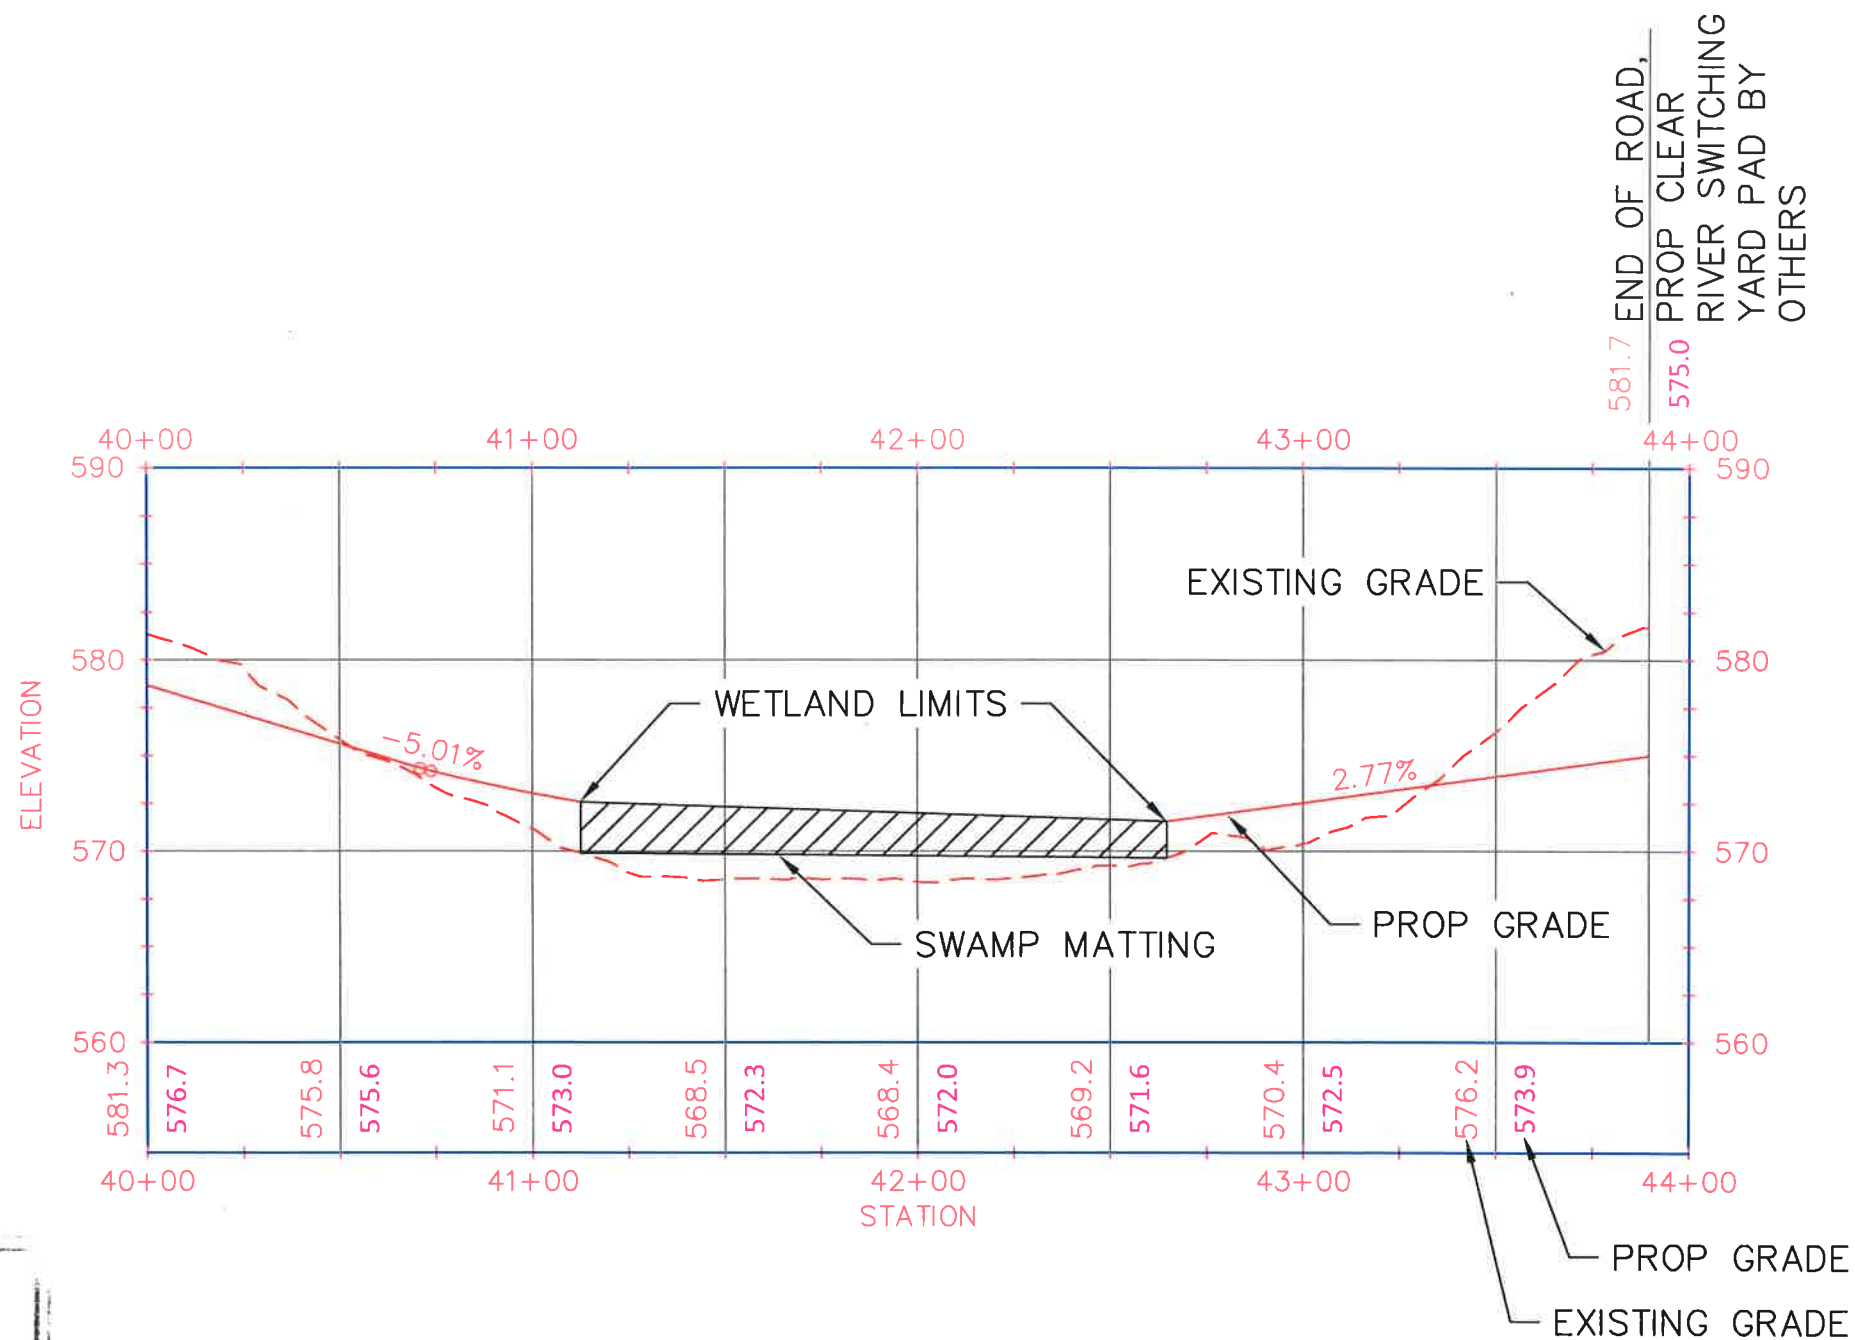 END OF ROAD,
PROP CLEAR
RIVER SWITCHING
YARD PAD BY
OTHERS
581.7
575.0
40+00 41+00 42+00 43+00 44+00
590 590
EXISTING GRADE
580 580
WETLAND LIMITS
-5.01%
2.77%
ELEVATION
570 570
PROP GRADE
SWAMP MATTING
560 560
581.3 576.7 575.8 575.6 571.1 573.0 568.5 572.3 568.4 572.0 569.2 571.6 570.4 572.5 576.2 573.9
40+00 41+00 42+00 43+00 44+00
STATION
PROP GRADE
EXISTING GRADE